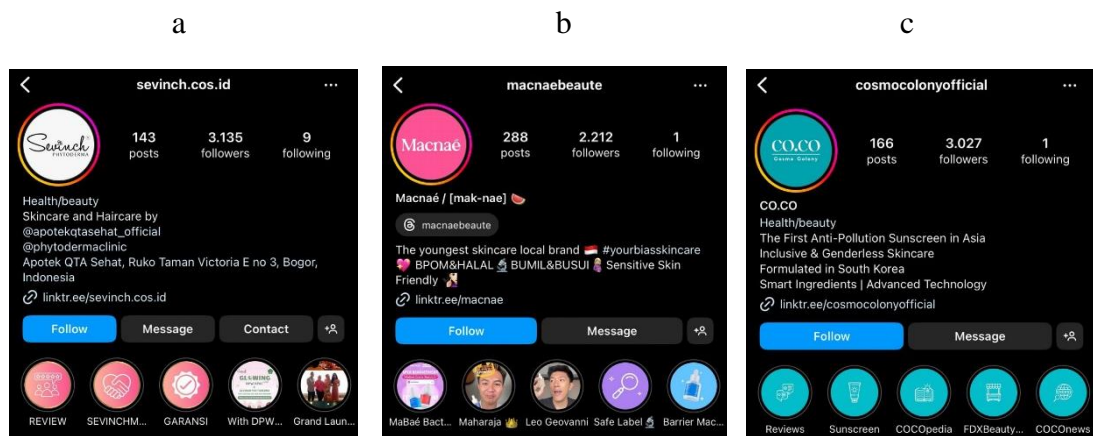 a
b
c
sevinch.cos.id
Sevinch
PHYTODERMA
143 3.135 9
posts followers following
Health/beauty
Skincare and Haircare by
@apotekqtasehat_official
@phytodermaclinic
Apotek QTA Sehat, Ruko Taman Victoria E no 3, Bogor,
Indonesia
linktr.ee/sevinch.cos.id
Follow Message Contact
REVIEW SEVINCHM... GARANSI With DPW... Grand Laun...
GLOWING
macnaebeaute
Macnaé
288 2.212 1
posts followers following
Macnaé / [mak-nae] 🍉
macnaebeaute
The youngest skincare local brand 🇮🇩 #yourbiasskincare
💖 BPOM&HALAL 🔬 BUMIL&BUSUI 🤱 Sensitive Skin
Friendly 💆🏻‍♀️
linktr.ee/macnae
Follow Message
MaBaé Bact... Maharaja 👑 Leo Geovanni Safe Label 🔬 Barrier Mac...
cosmocolonyofficial
CO.CO
Cosmo Colony
166 3.027 1
posts followers following
CO.CO
Health/beauty
The First Anti-Pollution Sunscreen in Asia
Inclusive & Genderless Skincare
Formulated in South Korea
Smart Ingredients | Advanced Technology
linktr.ee/cosmocolonyofficial
Follow Message
Reviews Sunscreen COCOpedia FDXBeauty... COCOnews